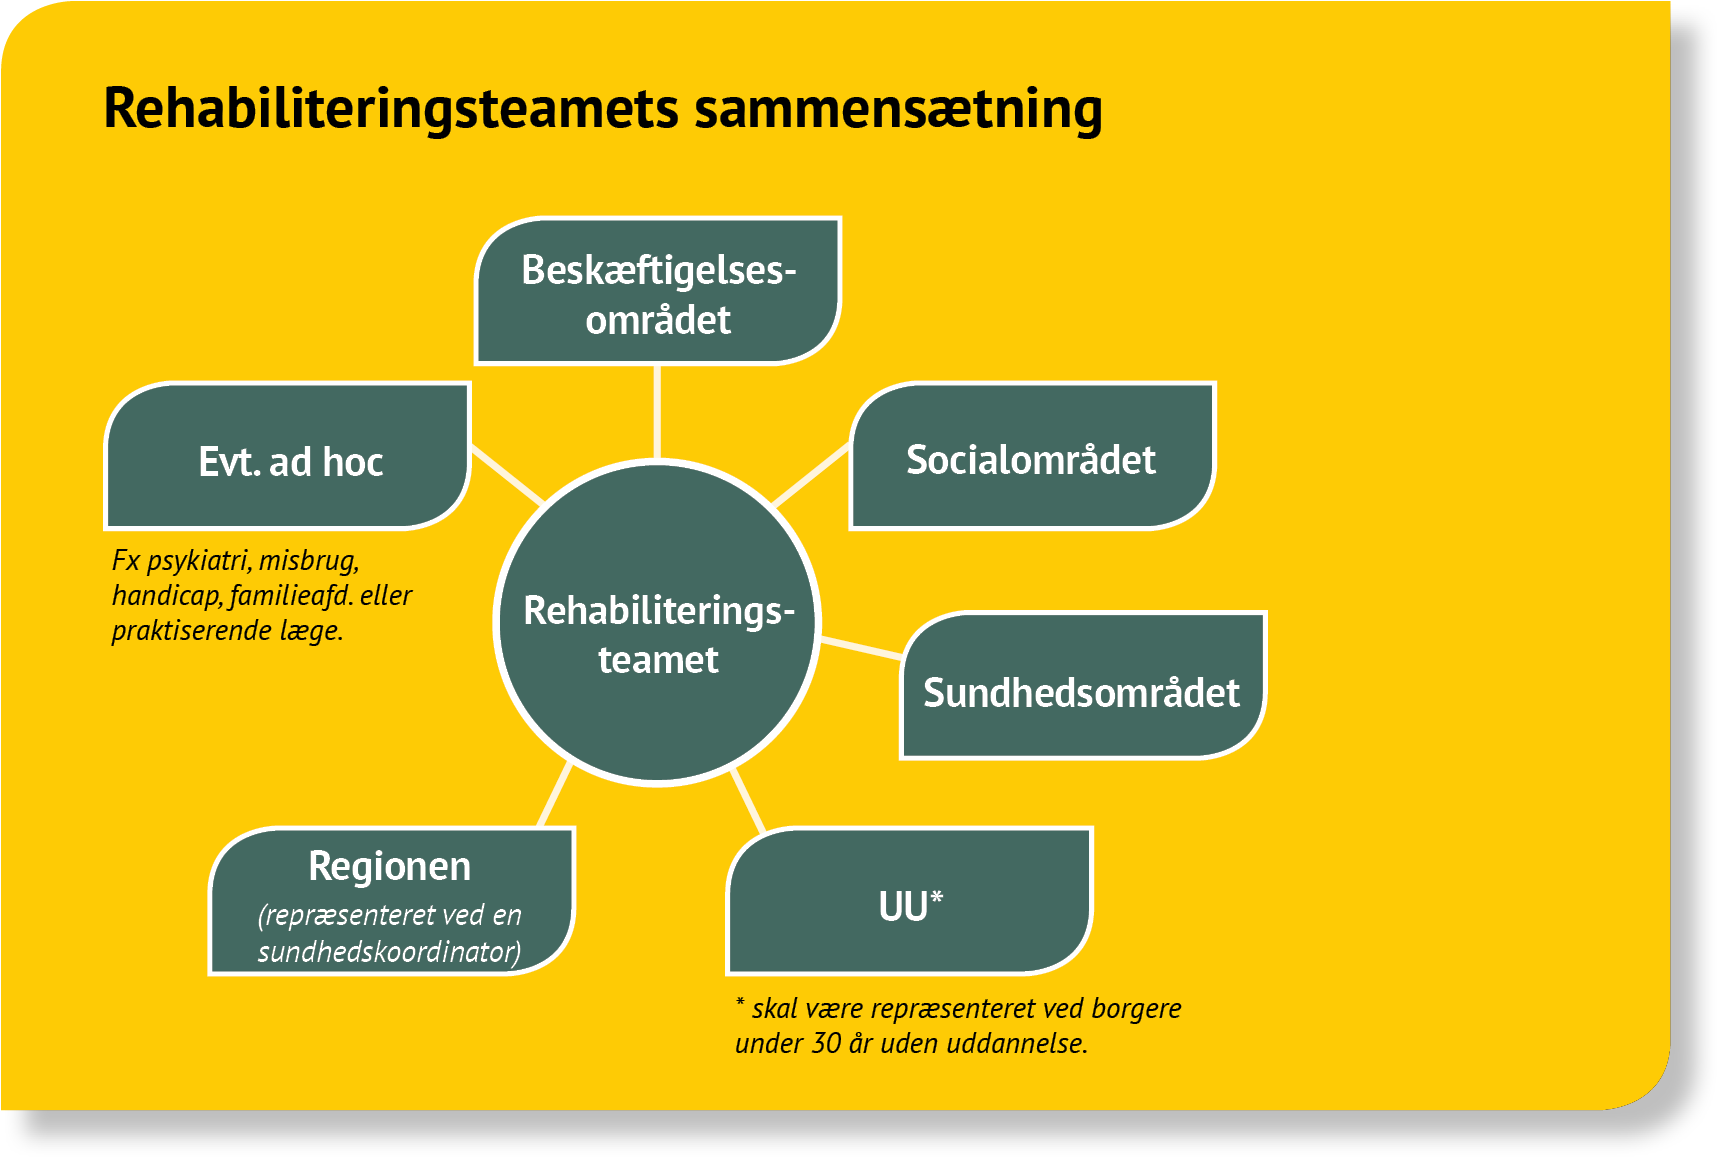 Rehabiliteringsteamets sammensætning
Beskæftigelses-
området
Evt. ad hoc
Fx psykiatri, misbrug,
handicap, familieafd. eller
praktiserende læge.
Socialområdet
Rehabiliterings-
teamet
Sundhedsområdet
Regionen
(repræsenteret ved en
sundhedskoordinator)
UU*
* skal være repræsenteret ved borgere
under 30 år uden uddannelse.